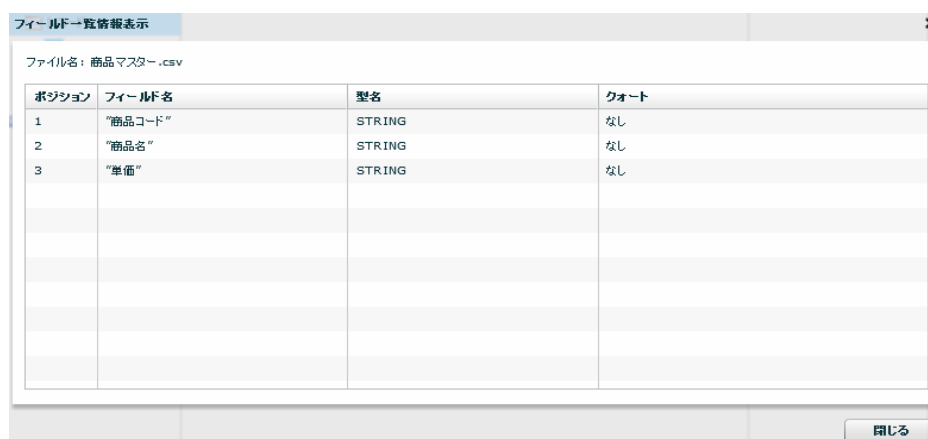 フィールド一覧情報表示
ファイル名: 商品マスター.csv
ポジション フィールド名 型名 クォート
1 "商品コード" STRING なし
2 "商品名" STRING なし
3 "単価" STRING なし
閉じる